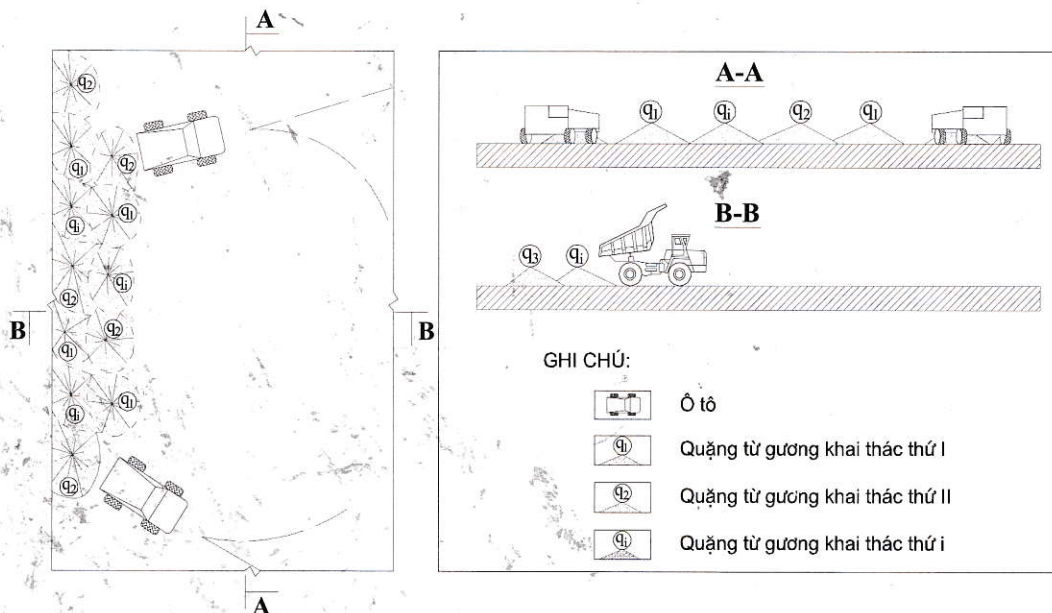 A
q₂
q₁ q₂
qᵢ q₁
q₂ qᵢ
B B
q₁ q₂
qᵢ q₁
q₂
A
A-A
q₁ qᵢ q₂ q₁
B-B
q₃ qᵢ
GHI CHÚ:
Ô tô
q₁ Quặng từ gương khai thác thứ I
q₂ Quặng từ gương khai thác thứ II
qᵢ Quặng từ gương khai thác thứ i